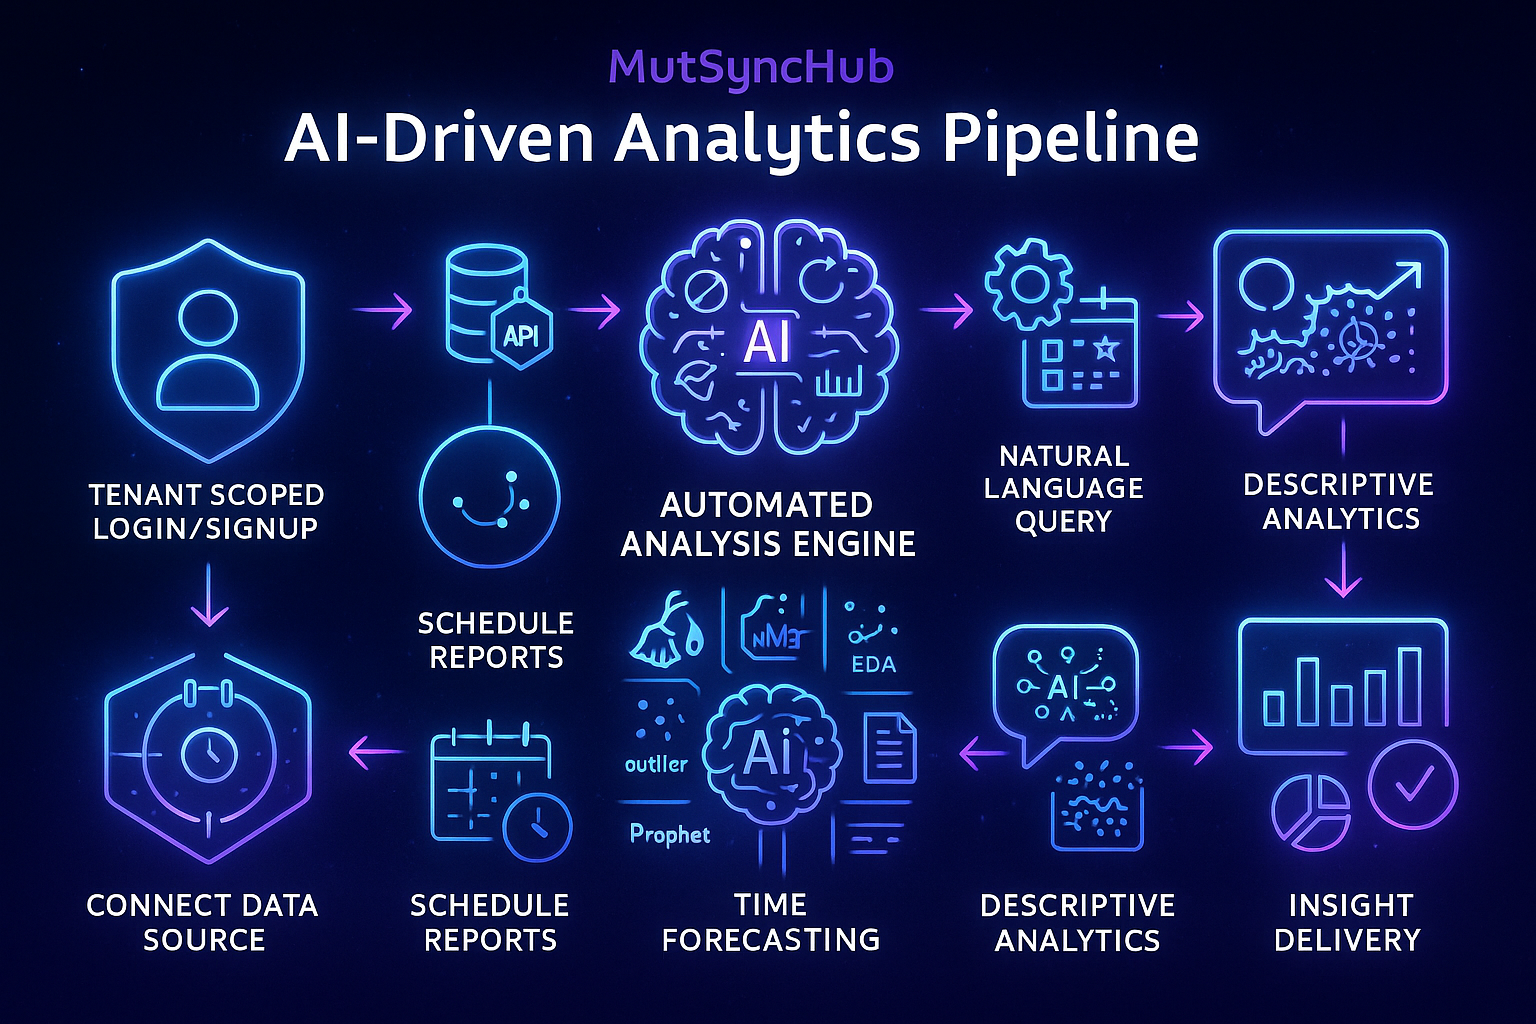 MutSyncHub
AI-Driven Analytics Pipeline
API
AI
TENANT SCOPED
LOGIN/SIGNUP
SCHEDULE
REPORTS
AUTOMATED
ANALYSIS ENGINE
NATURAL
LANGUAGE
QUERY
DESCRIPTIVE
ANALYTICS
EDA
outlier
Prophet
Ai
AI
CONNECT DATA
SOURCE
SCHEDULE
REPORTS
TIME
FORECASTING
DESCRIPTIVE
ANALYTICS
INSIGHT
DELIVERY